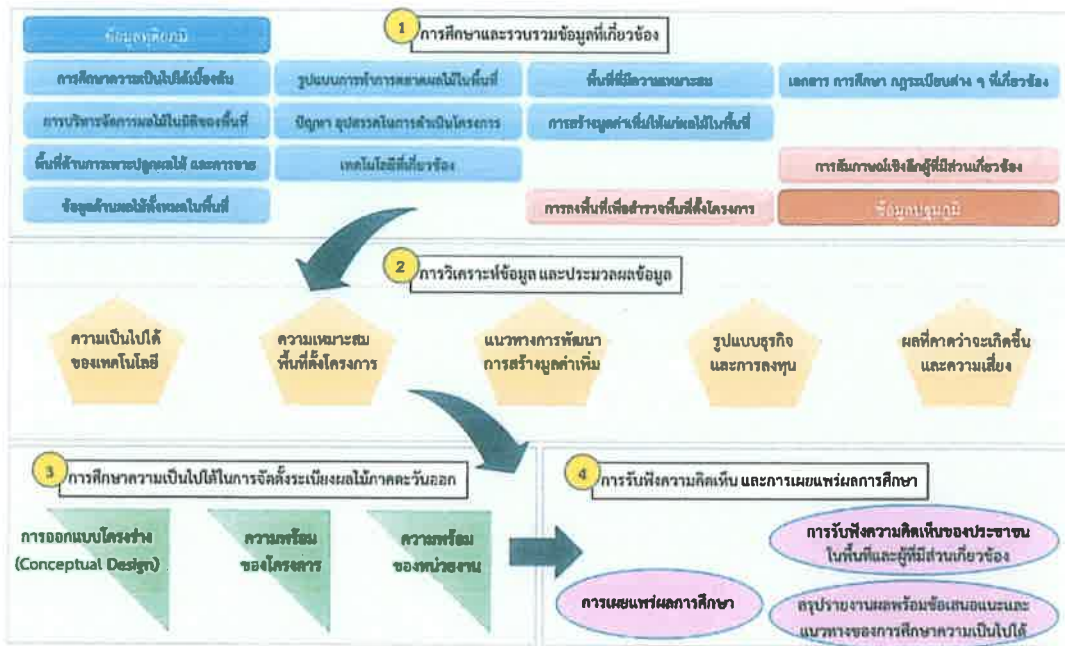 1 การศึกษาและรวบรวมข้อมูลที่เกี่ยวข้อง
ข้อมูลทุติยภูมิ
การศึกษาความเป็นไปได้เบื้องต้น
รูปแบบการทำการตลาดผลไม้ในพื้นที่
พื้นที่ที่มีความเหมาะสม
เอกสาร การศึกษา กฎระเบียบต่าง ๆ ที่เกี่ยวข้อง
การบริหารจัดการผลไม้ในมิติของพื้นที่
ปัญหา อุปสรรคในการดำเนินโครงการ
การสร้างมูลค่าเพิ่มให้แก่ผลไม้ในพื้นที่
พื้นที่ด้านการเพาะปลูกผลไม้ และการขาย
เทคโนโลยีที่เกี่ยวข้อง
การสัมภาษณ์เชิงลึกผู้ที่มีส่วนเกี่ยวข้อง
ข้อมูลด้านผลไม้ทั้งหมดในพื้นที่
การลงพื้นที่เพื่อสำรวจพื้นที่ตั้งโครงการ
ข้อมูลปฐมภูมิ
2 การวิเคราะห์ข้อมูล และประมวลผลข้อมูล
ความเป็นไปได้
ของเทคโนโลยี
ความเหมาะสม
พื้นที่ตั้งโครงการ
แนวทางการพัฒนา
การสร้างมูลค่าเพิ่ม
รูปแบบธุรกิจ
และการลงทุน
ผลที่คาดว่าจะเกิดขึ้น
และความเสี่ยง
3 การศึกษาความเป็นไปได้ในการจัดตั้งระเบียงผลไม้ภาคตะวันออก
การออกแบบโครงร่าง
(Conceptual Design)
ความพร้อม
ของโครงการ
ความพร้อม
ของหน่วยงาน
4 การรับฟังความคิดเห็น และการเผยแพร่ผลการศึกษา
การรับฟังความคิดเห็นของประชาชน
ในพื้นที่และผู้ที่มีส่วนเกี่ยวข้อง
การเผยแพร่ผลการศึกษา
สรุปรายงานผลพร้อมข้อเสนอแนะและ
แนวทางของการศึกษาความเป็นไปได้